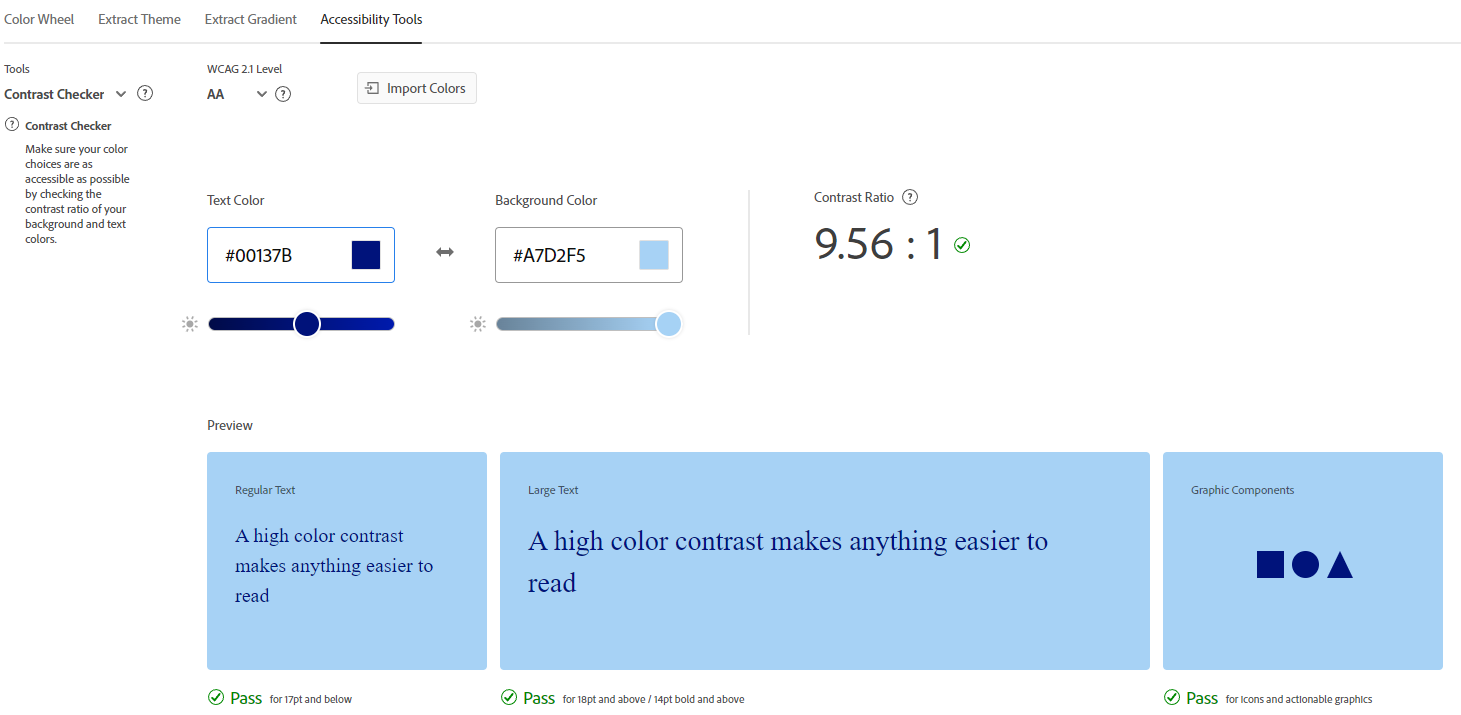 Color Wheel Extract Theme Extract Gradient Accessibility Tools
Tools
Contrast Checker ?
WCAG 2.1 Level
AA ?
Import Colors
? Contrast Checker
Make sure your color
choices are as
accessible as possible
by checking the
contrast ratio of your
background and text
colors.
Text Color
#00137B
Background Color
#A7D2F5
Contrast Ratio ?
9.56 : 1
Preview
Regular Text
A high color contrast
makes anything easier to
read
Pass for 17pt and below
Large Text
A high color contrast makes anything easier to
read
Pass for 18pt and above / 14pt bold and above
Graphic Components
Pass for icons and actionable graphics